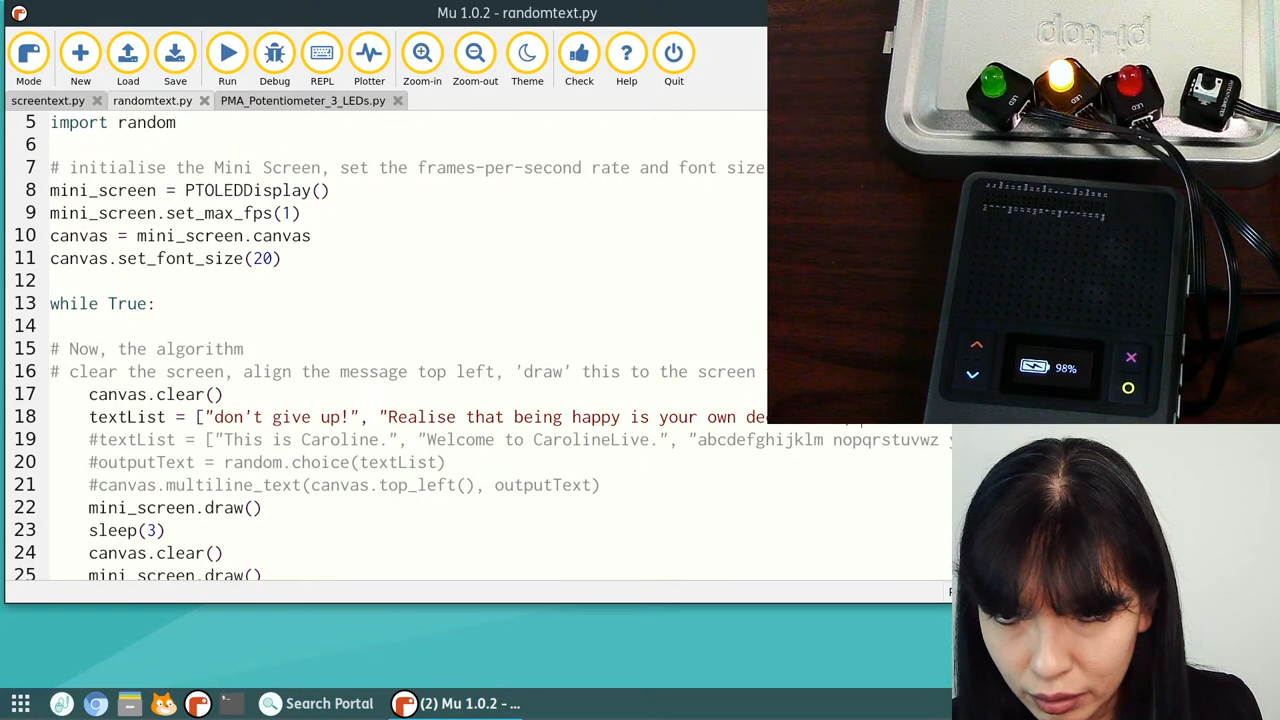 Mu 1.0.2 - randomtext.py
Mode New Load Save Run Debug REPL Plotter Zoom-in Zoom-out Theme Check Help Quit
screentext.py randomtext.py PMA_Potentiometer_3_LEDs.py
5 import random
6
7 # initialise the Mini Screen, set the frames-per-second rate and font size
8 mini_screen = PTOLEDDisplay()
9 mini_screen.set_max_fps(1)
10 canvas = mini_screen.canvas
11 canvas.set_font_size(20)
12
13 while True:
14
15 # Now, the algorithm
16 # clear the screen, align the message top left, 'draw' this to the screen
17 canvas.clear()
18 textList = ["don't give up!", "Realise that being happy is your own de
19 #textList = ["This is Caroline.", "Welcome to CarolineLive.", "abcdefghijklm nopqrstuvwz y
20 #outputText = random.choice(textList)
21 #canvas.multiline_text(canvas.top_left(), outputText)
22 mini_screen.draw()
23 sleep(3)
24 canvas.clear()
25 mini_screen.draw()
Search Portal
(2) Mu 1.0.2 - ...
pi-top
LED
LED
LED
POTENTIOMETER
98%